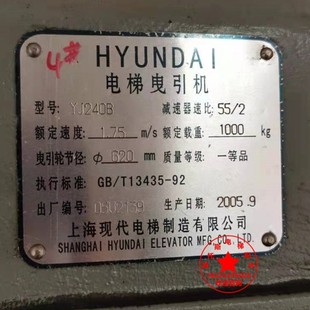 4#
HYUNDAI
电梯曳引机
型号: YJ240B 减速器速比: 55/2
额定速度: 1.75 m/s 额定载重: 1000 kg
曳引轮节径: φ 620 mm 质量等级: 一等品
执行标准: GB/T13435-92
出厂编号: 生产日期: 2005.9
上海现代电梯制造有限公司
SHANGHAI HYUNDAI ELEVATOR MFG.CO.,LTD.